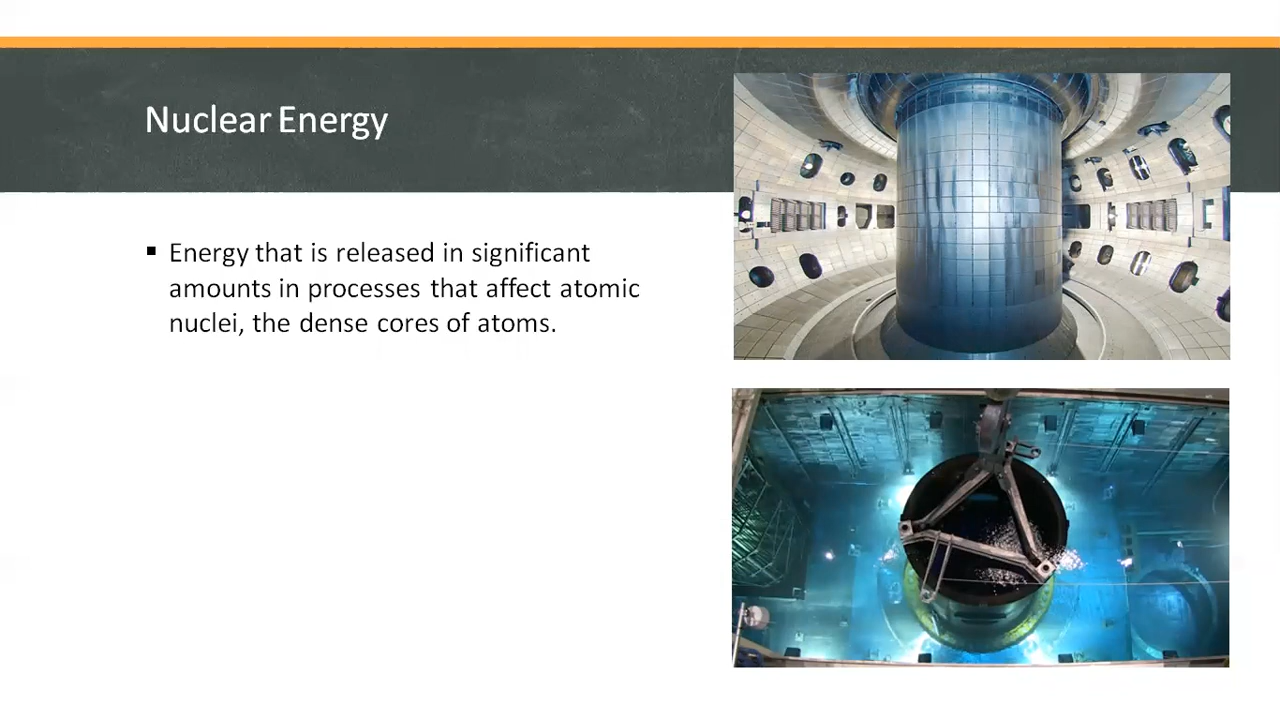 Nuclear Energy
▪ Energy that is released in significant
amounts in processes that affect atomic
nuclei, the dense cores of atoms.